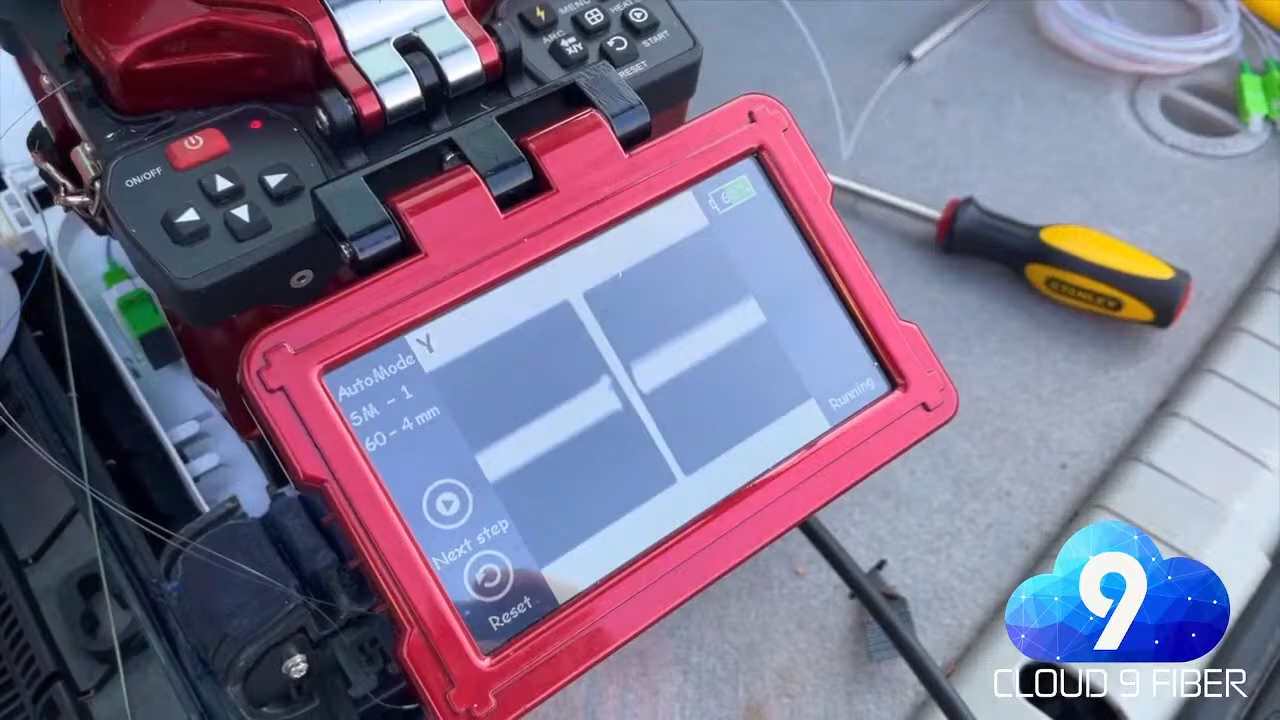 MENU
HEAT
ARC
X/Y
START
RESET
ON/OFF
Y
AutoMode
SM - 1
60 - 4 mm
Next step
Reset
Running
STANLEY
9
CLOUD 9 FIBER